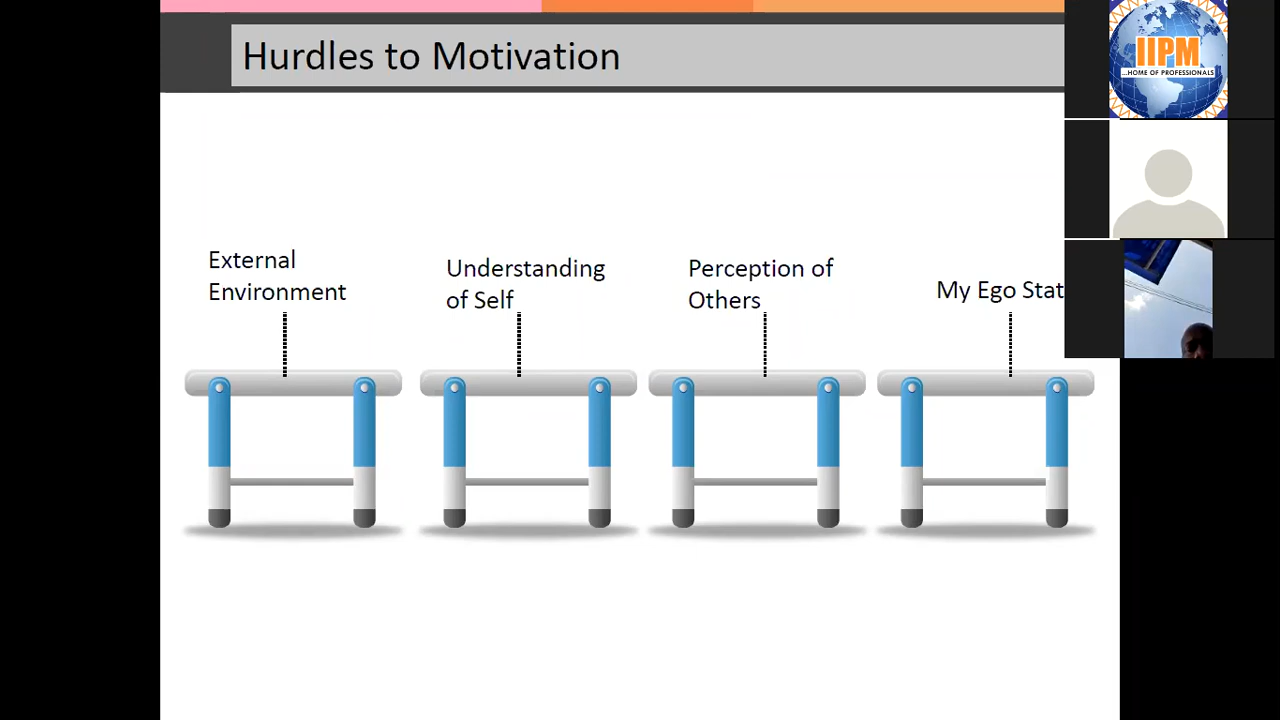 Hurdles to Motivation
IIPM
...HOME OF PROFESSIONALS
External
Environment
Understanding
of Self
Perception of
Others
My Ego Stat